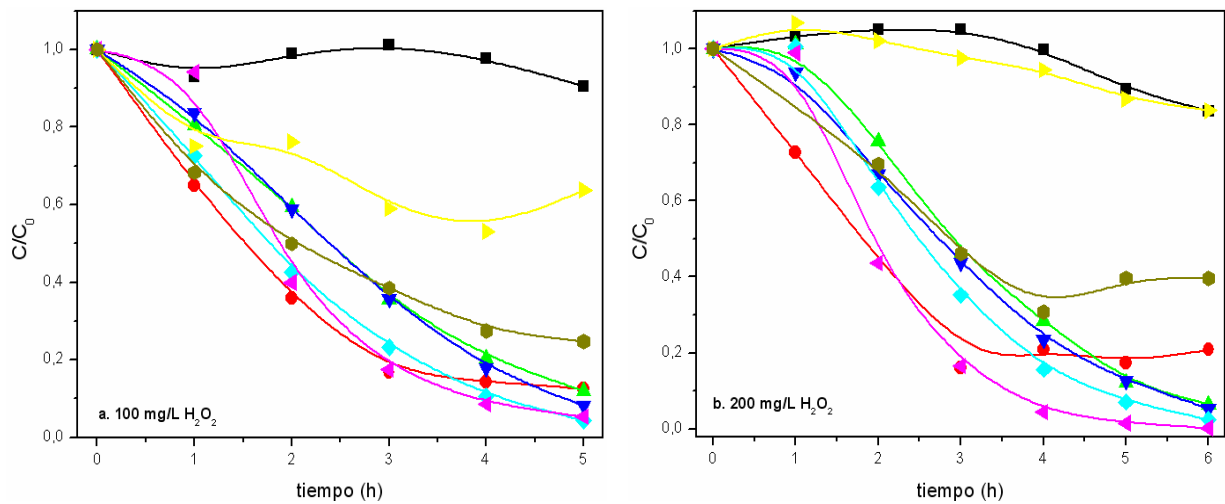 1,0
0,8
0,6
0,4
0,2
0,0
C/C0
a. 100 mg/L H2O2
0 1 2 3 4 5
tiempo (h)
1,0
0,8
0,6
0,4
0,2
0,0
C/C0
b. 200 mg/L H2O2
0 1 2 3 4 5 6
tiempo (h)